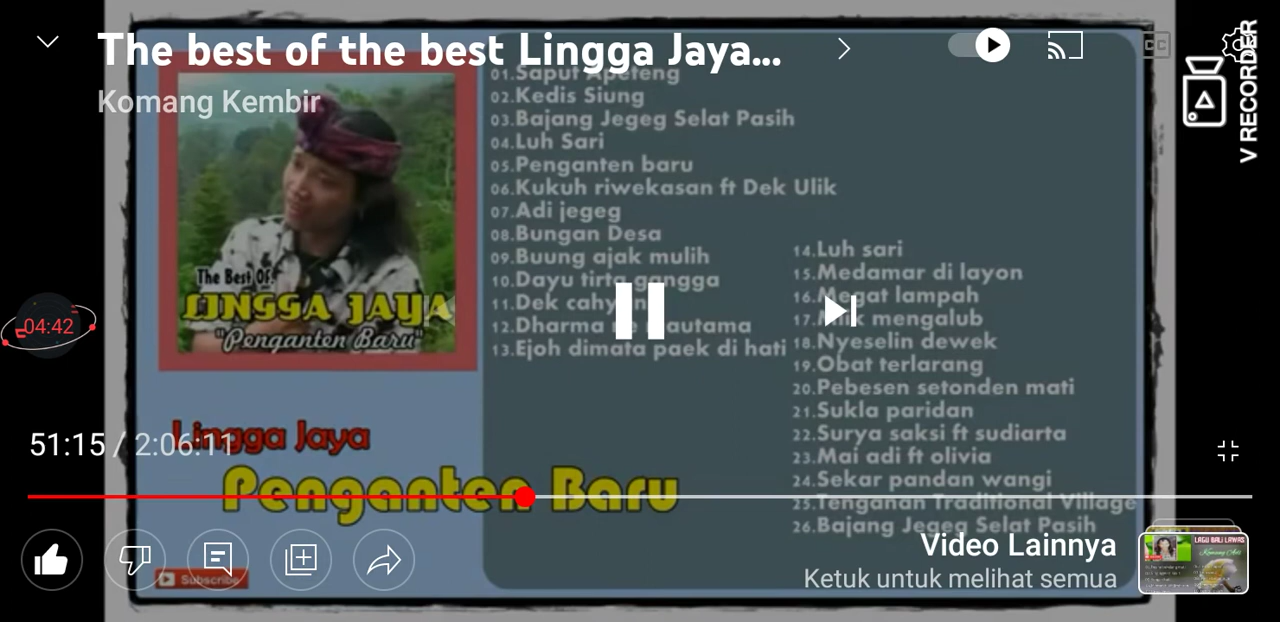 The best of the best Lingga Jaya...
Komang Kembir
CC
V RECORDER
01.Saput Apeteng
02.Kedis Siung
03.Bajang Jegeg Selat Pasih
04.Luh Sari
05.Penganten baru
06.Kukuh riwekasan ft Dek Ulik
07.Adi jegeg
08.Bungan Desa
09.Buung ajak mulih
10.Dayu tirta gangga
11.Dek cahy
12.Dharma autama
13.Ejoh dimata paek di hati
14.Luh sari
15.Medamar di layon
16.Megat lampah
17. mengalub
18.Nyeselin dewek
19.Obat terlarang
20.Pebesen setonden mati
21.Sukla paridan
22.Surya saksi ft sudiarta
23.Mai adi ft olivia
24.Sekar pandan wangi
25.Tenganan Traditional Village
26.Bajang Jegeg Selat Pasih
The Best Of.
LINGGA JAYA
"Penganten Baru"
04:42
Lingga Jaya
51:15 / 2:06:11
Penganten Baru
Subscribe
Video Lainnya
Ketuk untuk melihat semua
LAGU BALI LAWAS